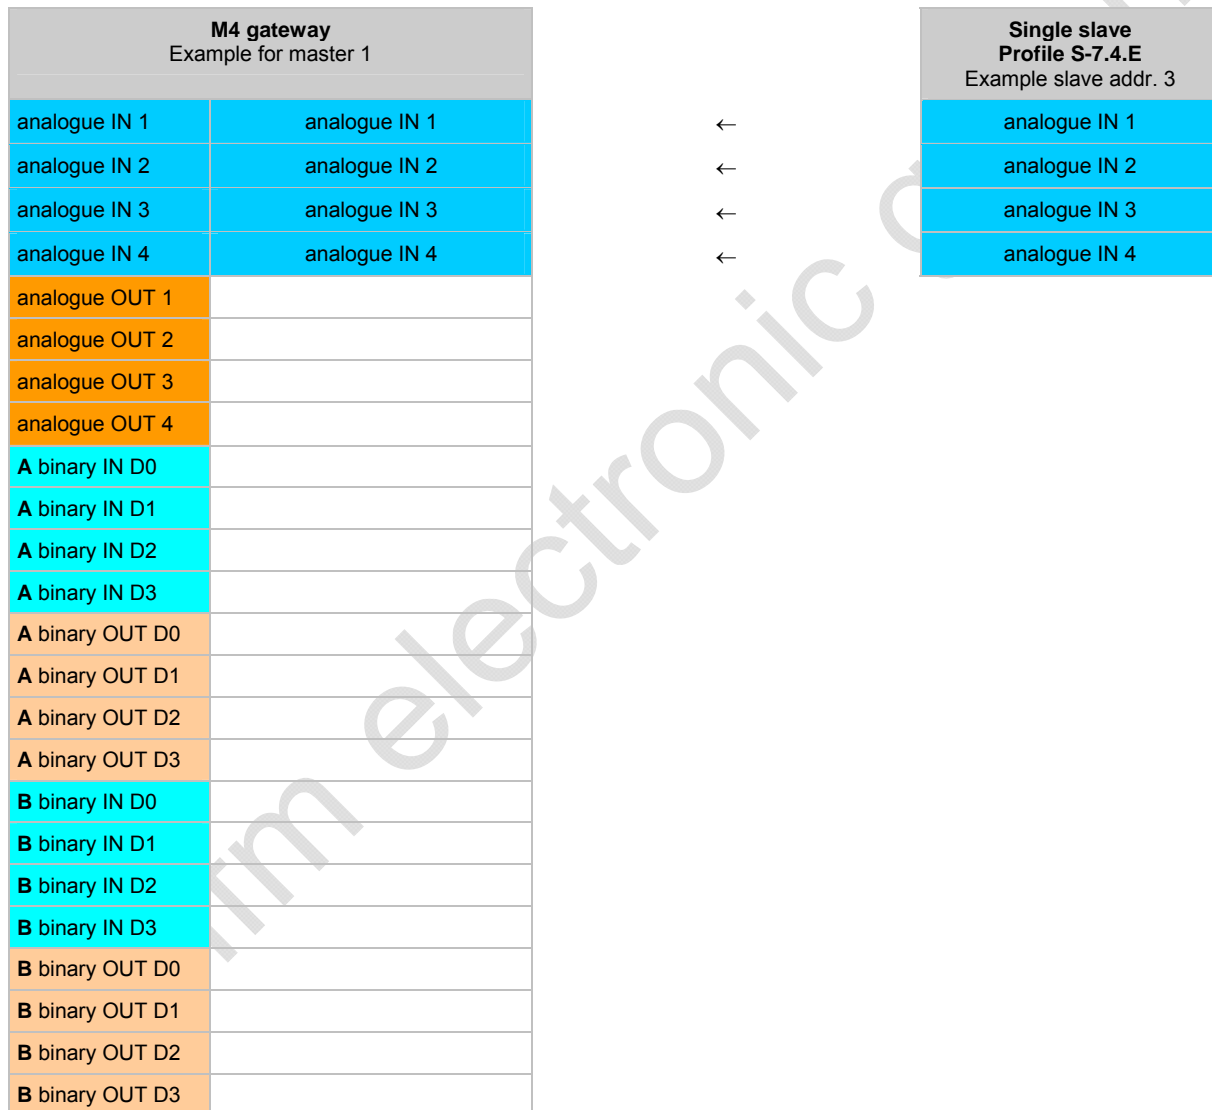 M4 gateway
Example for master 1
Single slave
Profile S-7.4.E
Example slave addr. 3
analogue IN 1 analogue IN 1 ← analogue IN 1
analogue IN 2 analogue IN 2 ← analogue IN 2
analogue IN 3 analogue IN 3 ← analogue IN 3
analogue IN 4 analogue IN 4 ← analogue IN 4
analogue OUT 1
analogue OUT 2
analogue OUT 3
analogue OUT 4
A binary IN D0
A binary IN D1
A binary IN D2
A binary IN D3
A binary OUT D0
A binary OUT D1
A binary OUT D2
A binary OUT D3
B binary IN D0
B binary IN D1
B binary IN D2
B binary IN D3
B binary OUT D0
B binary OUT D1
B binary OUT D2
B binary OUT D3
electronic